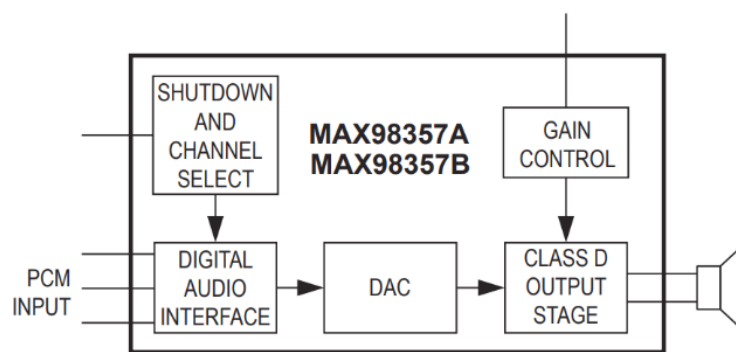 SHUTDOWN
AND
CHANNEL
SELECT
MAX98357A
MAX98357B
GAIN
CONTROL
PCM
INPUT
DIGITAL
AUDIO
INTERFACE
DAC
CLASS D
OUTPUT
STAGE